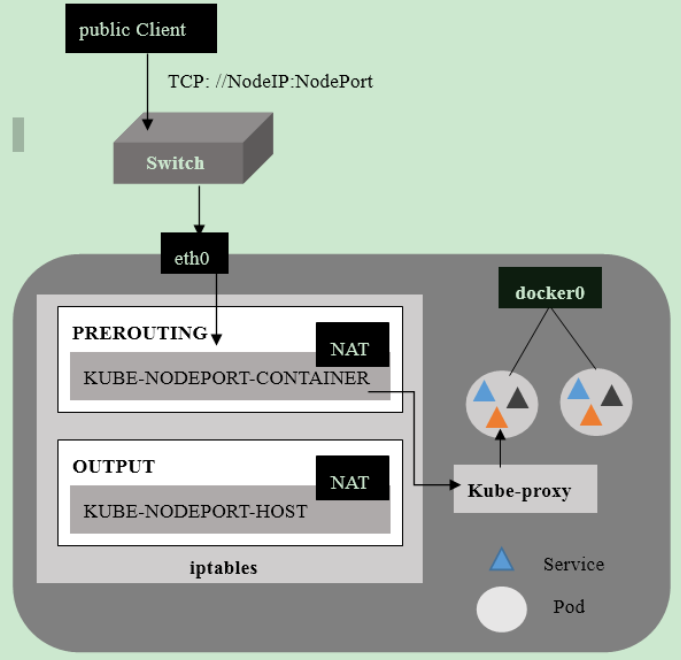 public Client
TCP: //NodeIP:NodePort
Switch
eth0
docker0
PREROUTING
NAT
KUBE-NODEPORT-CONTAINER
OUTPUT
NAT
KUBE-NODEPORT-HOST
Kube-proxy
iptables
Service
Pod